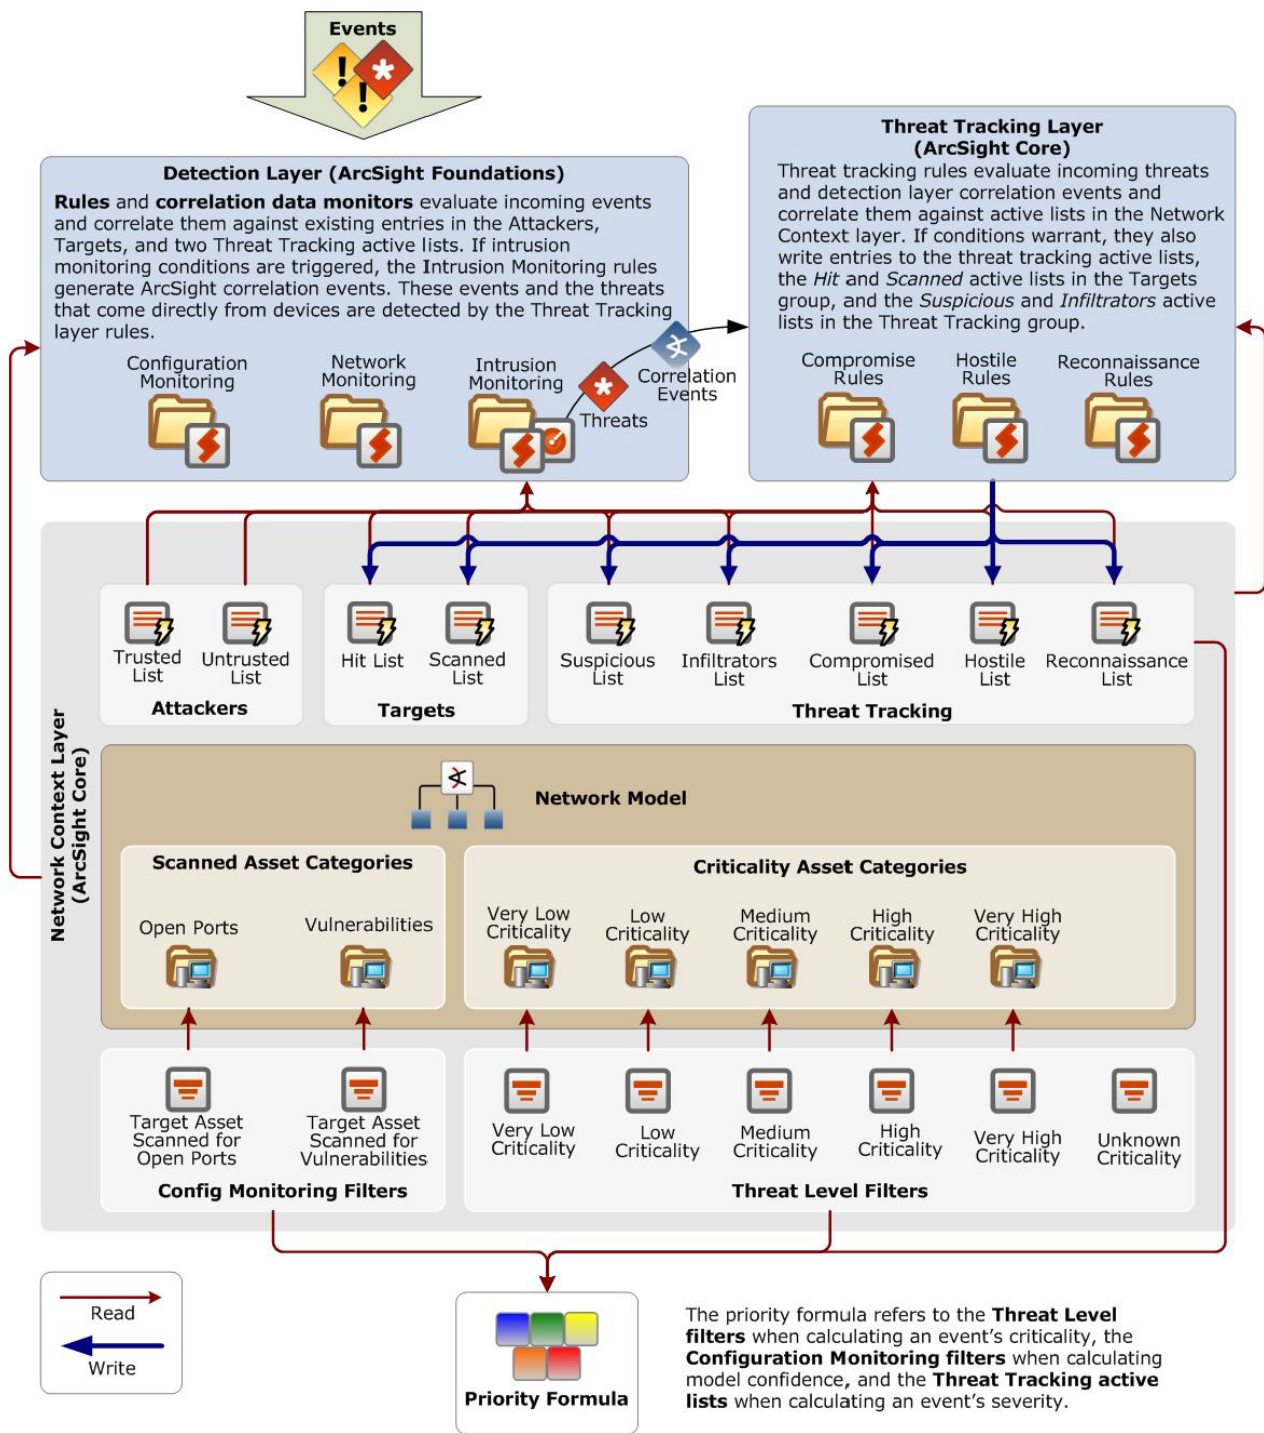 Events
Detection Layer (ArcSight Foundations)
Rules and correlation data monitors evaluate incoming events
and correlate them against existing entries in the Attackers,
Targets, and two Threat Tracking active lists. If intrusion
monitoring conditions are triggered, the Intrusion Monitoring rules
generate ArcSight correlation events. These events and the threats
that come directly from devices are detected by the Threat Tracking
layer rules.
Configuration
Monitoring
Network
Monitoring
Intrusion
Monitoring
Threats
Correlation
Events
Threat Tracking Layer
(ArcSight Core)
Threat tracking rules evaluate incoming threats
and detection layer correlation events and
correlate them against active lists in the Network
Context layer. If conditions warrant, they also
write entries to the threat tracking active lists,
the Hit and Scanned active lists in the Targets
group, and the Suspicious and Infiltrators active
lists in the Threat Tracking group.
Compromise
Rules
Hostile
Rules
Reconnaissance
Rules
Network Context Layer
(ArcSight Core)
Trusted
List
Untrusted
List
Attackers
Hit List
Scanned
List
Targets
Suspicious
List
Infiltrators
List
Compromised
List
Hostile
List
Reconnaissance
List
Threat Tracking
Network Model
Scanned Asset Categories
Open Ports
Vulnerabilities
Criticality Asset Categories
Very Low
Criticality
Low
Criticality
Medium
Criticality
High
Criticality
Very High
Criticality
Target Asset
Scanned for
Open Ports
Target Asset
Scanned for
Vulnerabilities
Config Monitoring Filters
Very Low
Criticality
Low
Criticality
Medium
Criticality
High
Criticality
Very High
Criticality
Unknown
Criticality
Threat Level Filters
Read
Write
Priority Formula
The priority formula refers to the Threat Level
filters when calculating an event's criticality, the
Configuration Monitoring filters when calculating
model confidence, and the Threat Tracking active
lists when calculating an event's severity.